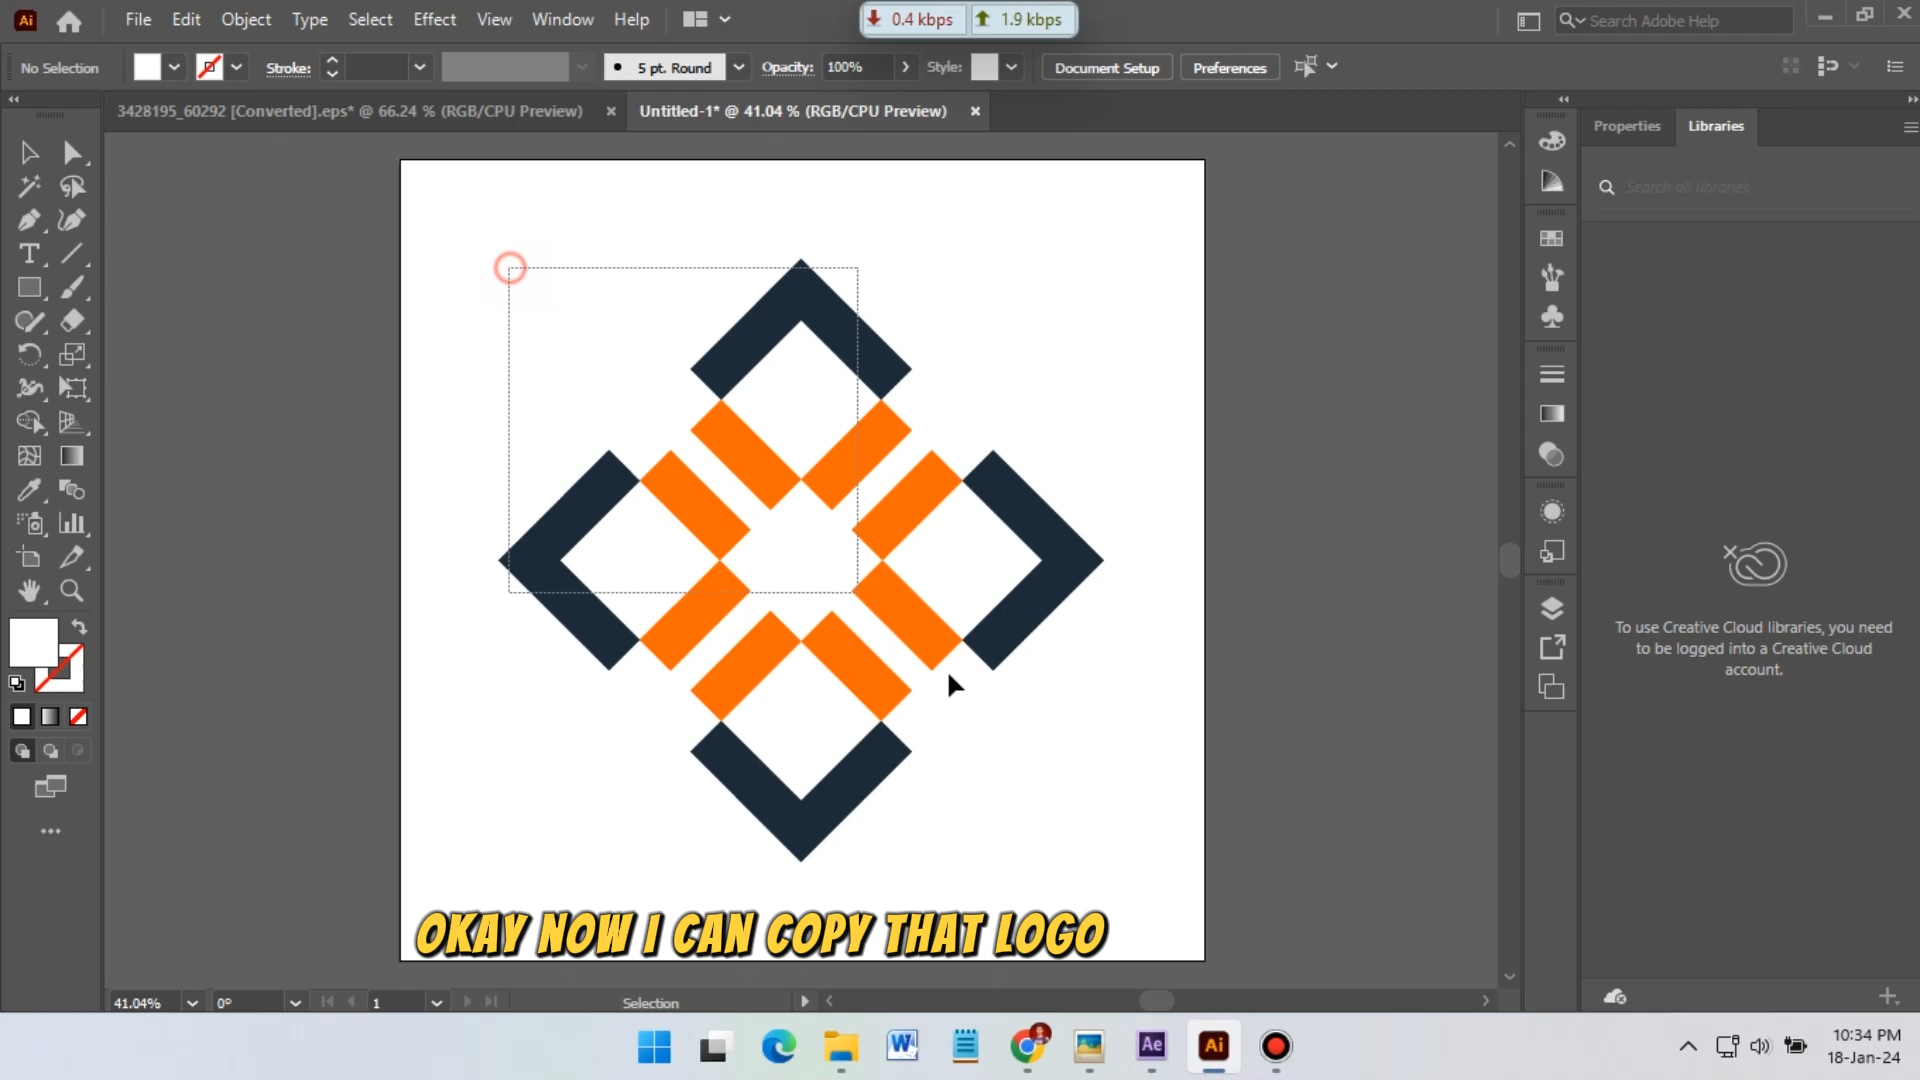 Ai File Edit Object Type Select Effect View Window Help 0.4 kbps 1.9 kbps Search Adobe Help
No Selection Stroke: 5 pt. Round Opacity: 100% Style: Document Setup Preferences
3428195_60292 [Converted].eps* @ 66.24 % (RGB/CPU Preview) Untitled-1* @ 41.04 % (RGB/CPU Preview)
Properties Libraries
Search all libraries
To use Creative Cloud libraries, you need
to be logged into a Creative Cloud
account.
OKAY NOW I CAN COPY THAT LOGO
41.04% 0° 1 Selection
W Ae Ai
10:34 PM
18-Jan-24